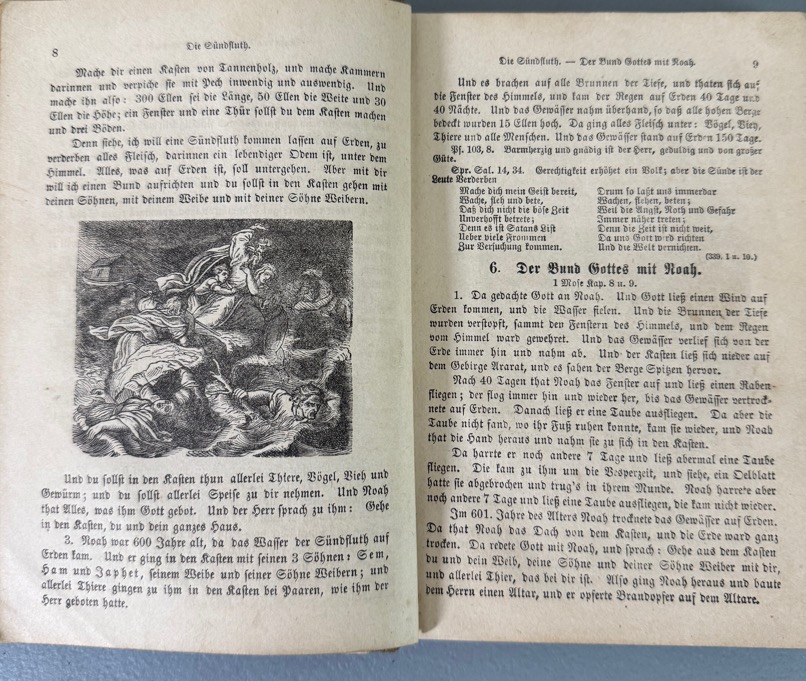 8
Die Sündfluth.
Mache dir einen Kasten von Tannenholz, und mache Kammern
darinnen und verpiche sie mit Pech inwendig und auswendig. Und
mache ihn also: 300 Ellen sei die Länge, 50 Ellen die Weite und 30
Ellen die Höhe; ein Fenster und eine Thür sollst du dem Kasten machen
und drei Böden.
Denn siehe, ich will eine Sündfluth kommen lassen auf Erden, zu
verderben alles Fleisch, darinnen ein lebendiger Odem ist, unter dem
Himmel. Alles, was auf Erden ist, soll untergehen. Aber mit dir
will ich einen Bund aufrichten und du sollst in den Kasten gehen mit
deinen Söhnen, mit deinem Weibe und mit deiner Söhne Weibern.
Und du sollst in den Kasten thun allerlei Thiere, Vögel, Vieh und
Gewürm; und du sollst allerlei Speise zu dir nehmen. Und Noah
that Alles, was ihm Gott gebot. Und der Herr sprach zu ihm: Gehe
in den Kasten, du und dein ganzes Haus.
3. Noah war 600 Jahre alt, da das Wasser der Sündfluth auf
Erden kam. Und er ging in den Kasten mit seinen 3 Söhnen: Sem,
Ham und Japhet, seinem Weibe und seiner Söhne Weibern; und
allerlei Thiere gingen zu ihm in den Kasten bei Paaren, wie ihm der
Herr geboten hatte.
Die Sündfluth. — Der Bund Gottes mit Noah.
9
Und es brachen auf alle Brunnen der Tiefe, und thaten sich auf
die Fenster des Himmels, und kam der Regen auf Erden 40 Tage und
40 Nächte. Und das Gewässer nahm überhand, so daß alle hohen Berge
bedeckt wurden 15 Ellen hoch. Da ging alles Fleisch unter: Vögel, Vieh,
Thiere und alle Menschen. Und das Gewässer stand auf Erden 150 Tage.
Ps. 103, 8. Barmherzig und gnädig ist der Herr, geduldig und von großer
Güte.
Spr. Sal. 14, 34. Gerechtigkeit erhöhet ein Volk; aber die Sünde ist der
Leute Verderben
Mache dich mein Geist bereit,
Wache, fleh und bete,
Daß dich nicht die böse Zeit
Unverhofft betrete;
Denn es ist Satans List
Ueber viele Frommen
Zur Versuchung kommen.
Drum so laßt uns immerdar
Wachen, flehen, beten;
Weil die Angst, Noth und Gefahr
Immer näher treten;
Denn die Zeit ist nicht weit,
Da uns Gott wird richten
Und die Welt vernichten.
(339. 1 u. 10.)
6. Der Bund Gottes mit Noah.
1 Mose Kap. 8 u. 9.
1. Da gedachte Gott an Noah. Und Gott ließ einen Wind auf
Erden kommen, und die Wasser fielen. Und die Brunnen der Tiefe
wurden verstopft, sammt den Fenstern des Himmels, und dem Regen
vom Himmel ward gewehret. Und das Gewässer verlief sich von der
Erde immer hin und nahm ab. Und der Kasten ließ sich nieder auf
dem Gebirge Ararat, und es sahen der Berge Spitzen hervor.
Nach 40 Tagen that Noah das Fenster auf und ließ einen Raben-
fliegen; der flog immer hin und wieder her, bis das Gewässer vertrock-
nete auf Erden. Danach ließ er eine Taube ausfliegen. Da aber die
Taube nicht fand, wo ihr Fuß ruhen konnte, kam sie wieder, und Noah
that die Hand heraus und nahm sie zu sich in den Kasten.
Da harrte er noch andere 7 Tage und ließ abermal eine Taube
fliegen. Die kam zu ihm um die Vesperzeit, und siehe, ein Oelblatt
hatte sie abgebrochen und trug's in ihrem Munde. Noah harrete aber
noch andere 7 Tage und ließ eine Taube ausfliegen, die kam nicht wieder.
Im 601. Jahre des Alters Noah trocknete das Gewässer auf Erden.
Da that Noah das Dach von dem Kasten, und die Erde ward ganz
trocken. Da redete Gott mit Noah, und sprach: Gehe aus dem Kasten
du und dein Weib, deine Söhne und deiner Söhne Weiber mit dir,
und allerlei Thier, das bei dir ist. Also ging Noah heraus und baute
dem Herrn einen Altar, und er opferte Brandopfer auf dem Altare.